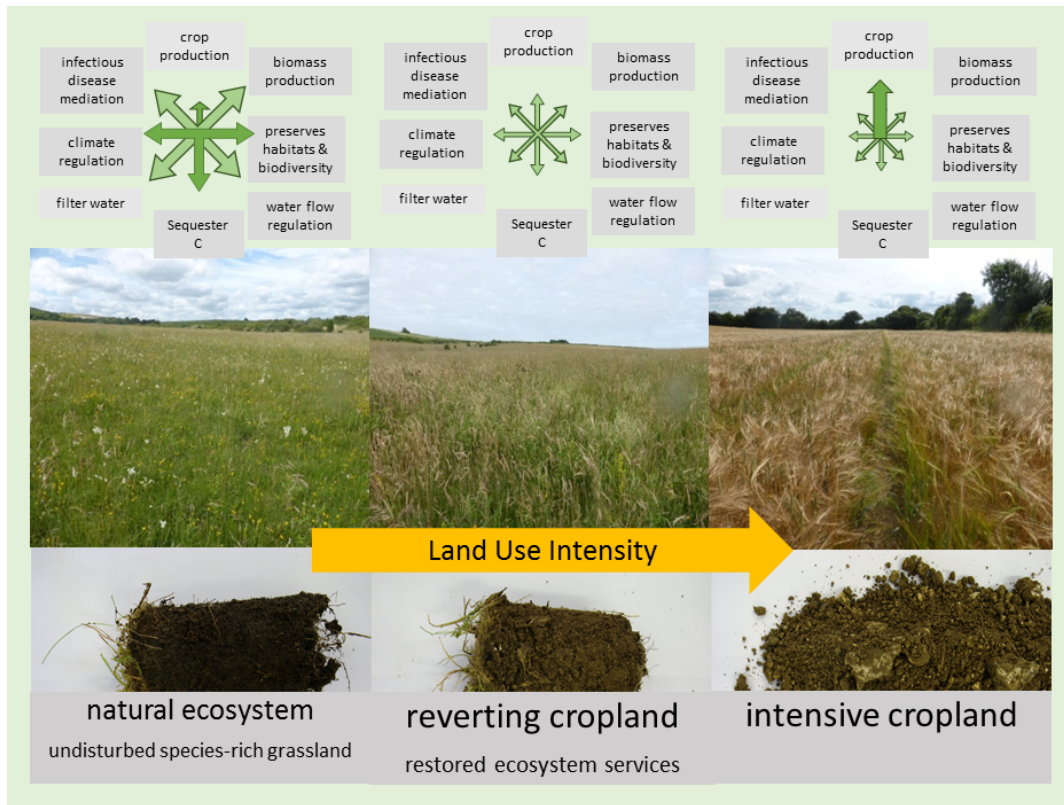 crop
production
infectious
disease
mediation
biomass
production
climate
regulation
preserves
habitats &
biodiversity
filter water
water flow
regulation
Sequester
C
crop
production
infectious
disease
mediation
biomass
production
climate
regulation
preserves
habitats &
biodiversity
filter water
water flow
regulation
Sequester
C
crop
production
infectious
disease
mediation
biomass
production
climate
regulation
preserves
habitats &
biodiversity
filter water
water flow
regulation
Sequester
C
Land Use Intensity
natural ecosystem
undisturbed species-rich grassland
reverting cropland
restored ecosystem services
intensive cropland